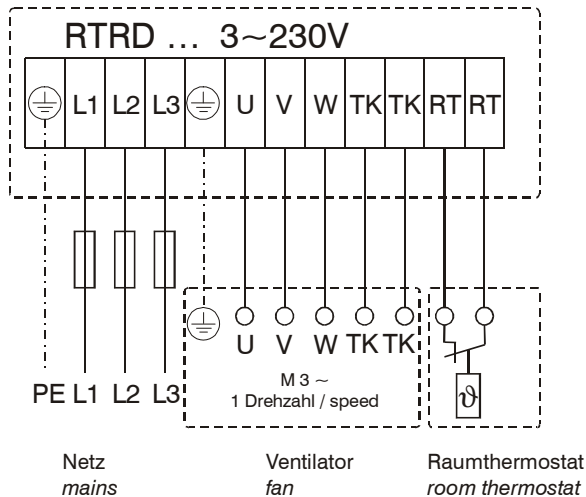 RTRD ... 3~230V
L1 L2 L3 U V W TK TK RT RT
U V W TK TK
M 3 ~
1 Drehzahl / speed
PE L1 L2 L3
ϑ
Netz Ventilator Raumthermostat
mains fan room thermostat